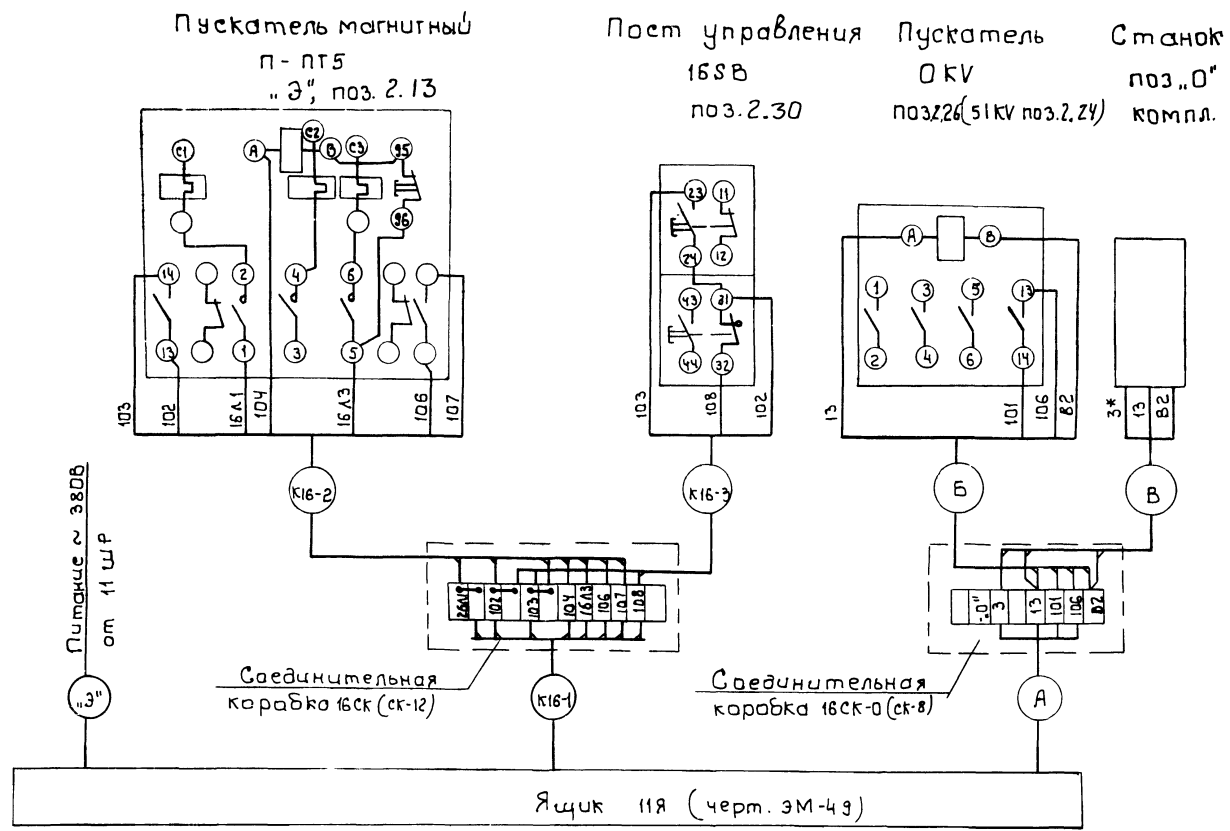 Пускатель магнитный
П - ПТ5
„Э", поз. 2.13
Пост управления
16SB
поз.2.30
Пускатель
0KV
поз.2.26(51KV поз.2.24)
Станок
поз„0"
компл.
С1
А
С2
В
С3
95
96
14
2
4
6
13
1
3
5
103
102
16Л1
104
16Л3
106
107
23
11
24
12
43
31
44
32
103
108
102
А
В
1
3
5
13
2
4
6
14
13
101
106
В2
3*
13
В2
К16-2
К16-3
Б
В
Питание ~ 380В
от 11 ШР
102
103
104
16Л3
106
107
108
-„0"
3
13
101
106
В2
„Э"
Соединительная
коробка 16СК (СК-12)
К16-1
Соединительная
коробка 16СК-0 (СК-8)
А
Ящик 11Я (черт. ЭМ-49)